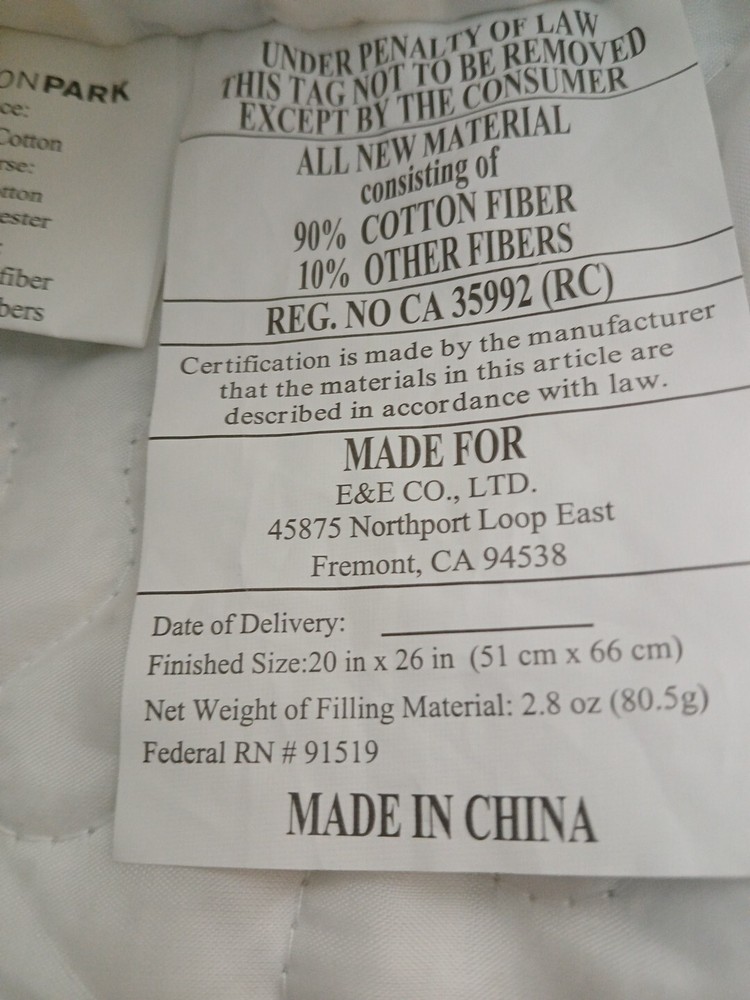 ONPARK
ce:
Cotton
rse:
tton
ester
:
fiber
bers
UNDER PENALTY OF LAW
THIS TAG NOT TO BE REMOVED
EXCEPT BY THE CONSUMER
ALL NEW MATERIAL
consisting of
90% COTTON FIBER
10% OTHER FIBERS
REG. NO CA 35992 (RC)
Certification is made by the manufacturer
that the materials in this article are
described in accordance with law.
MADE FOR
E&E CO., LTD.
45875 Northport Loop East
Fremont, CA 94538
Date of Delivery:
Finished Size:20 in x 26 in (51 cm x 66 cm)
Net Weight of Filling Material: 2.8 oz (80.5g)
Federal RN # 91519
MADE IN CHINA